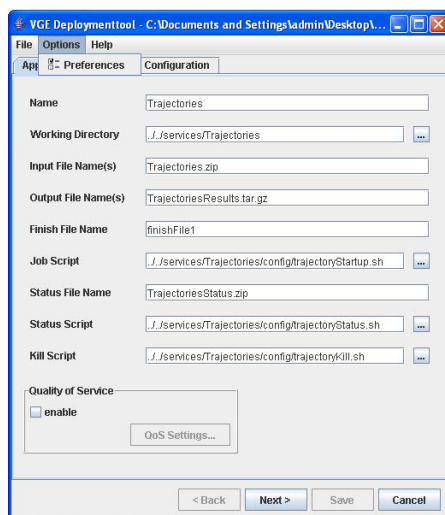 VGE Deploymenttool - C:\Documents and Settings\admin\Desktop\...
File Options Help
App Preferences Configuration
Name Trajectories
Working Directory ../../services/Trajectories ...
Input File Name(s) Trajectories.zip
Output File Name(s) TrajectoriesResults.tar.gz
Finish File Name finishFile1
Job Script ../../services/Trajectories/config/trajectoryStartup.sh ...
Status File Name TrajectoriesStatus.zip
Status Script ../../services/Trajectories/config/trajectoryStatus.sh ...
Kill Script ../../services/Trajectories/config/trajectoryKill.sh ...
Quality of Service
enable
QoS Settings...
< Back Next > Save Cancel